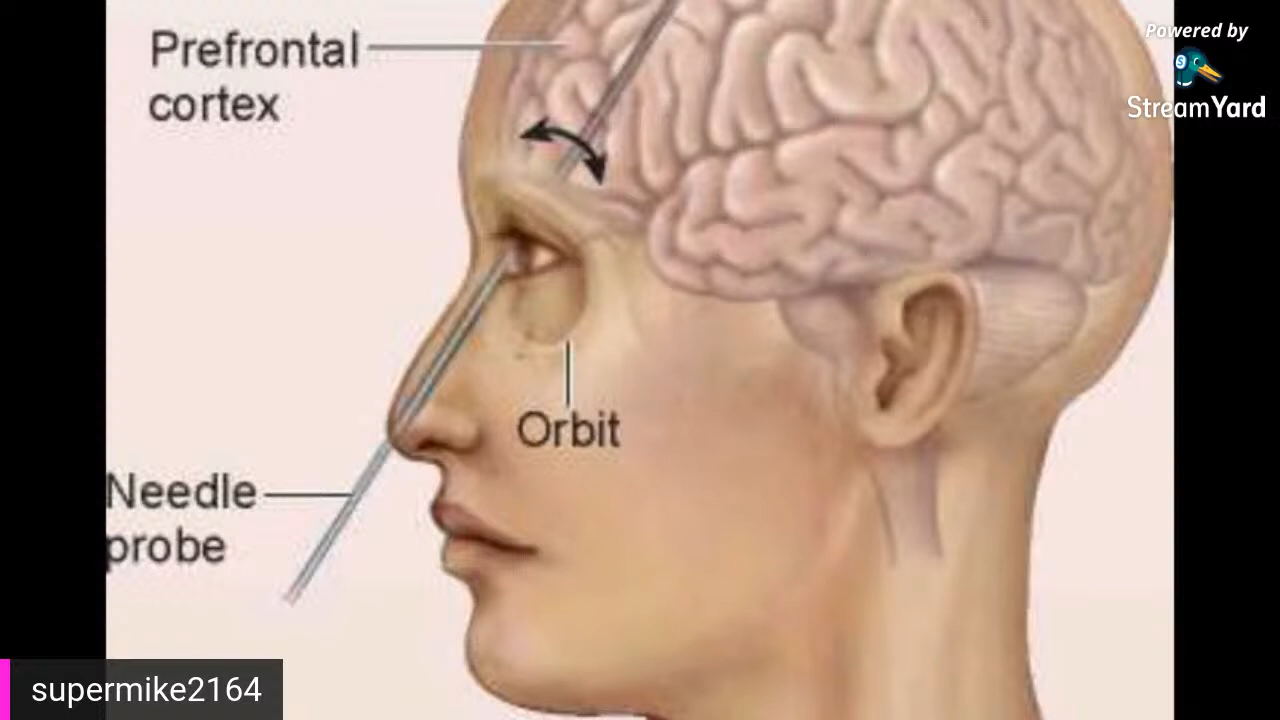 Prefrontal
cortex
Powered by
StreamYard
Orbit
Needle
probe
supermike2164